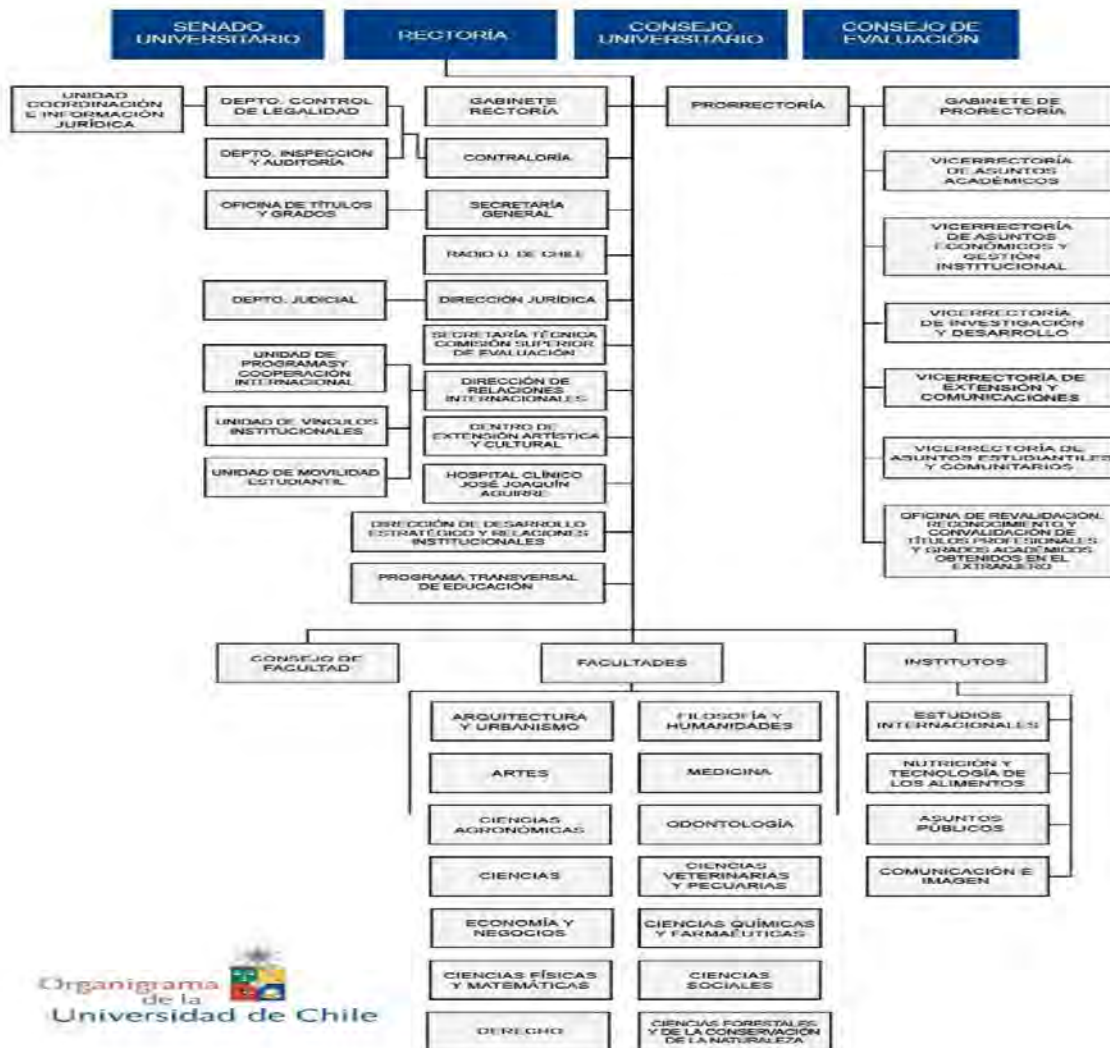 SENADO
UNIVERSITARIO
RECTORÍA
CONSEJO
UNIVERSITARIO
CONSEJO DE
EVALUACIÓN
UNIDAD
COORDINACIÓN
E INFORMACIÓN
JURÍDICA
DEPTO. CONTROL
DE LEGALIDAD
GABINETE
RECTORÍA
PRORRECTORÍA
GABINETE DE
PRORECTORÍA
DEPTO. INSPECCIÓN
Y AUDITORÍA
CONTRALORÍA
VICERRECTORÍA
DE ASUNTOS
ACADÉMICOS
OFICINA DE TÍTULOS
Y GRADOS
SECRETARÍA
GENERAL
VICERRECTORÍA
DE ASUNTOS
ECONÓMICOS Y
GESTIÓN
INSTITUCIONAL
RADIO U. DE CHILE
DEPTO. JUDICIAL
DIRECCIÓN JURÍDICA
VICERRECTORÍA
DE INVESTIGACIÓN
Y DESARROLLO
SECRETARÍA TÉCNICA
COMISIÓN SUPERIOR
DE EVALUACIÓN
UNIDAD DE
PROGRAMASY
COOPERACIÓN
INTERNACIONAL
DIRECCIÓN DE
RELACIONES
INTERNACIONALES
VICERRECTORÍA DE
EXTENSIÓN Y
COMUNICACIONES
UNIDAD DE VÍNCULOS
INSTITUCIONALES
CENTRO DE
EXTENSIÓN ARTÍSTICA
Y CULTURAL
VICERRECTORÍA DE
ASUNTOS ESTUDIANTILES
Y COMUNITARIOS
UNIDAD DE MOVILIDAD
ESTUDIANTIL
HOSPITAL CLÍNICO
JOSÉ JOAQUÍN
AGUIRRE
DIRECCIÓN DE DESARROLLO
ESTRATÉGICO Y RELACIONES
INSTITUCIONALES
OFICINA DE REVALIDACIÓN,
RECONOCIMIENTO Y
CONVALIDACIÓN DE
TÍTULOS PROFESIONALES
Y GRADOS ACADÉMICOS
OBTENIDOS EN EL
EXTRANJERO
PROGRAMA TRANSVERSAL
DE EDUCACIÓN
CONSEJO DE
FACULTAD
FACULTADES
INSTITUTOS
ARQUITECTURA
Y URBANISMO
FILOSOFÍA Y
HUMANIDADES
ESTUDIOS
INTERNACIONALES
ARTES
MEDICINA
NUTRICIÓN Y
TECNOLOGÍA DE
LOS ALIMENTOS
CIENCIAS
AGRONÓMICAS
ODONTOLOGÍA
ASUNTOS
PÚBLICOS
CIENCIAS
CIENCIAS
VETERINARIAS
Y PECUARIAS
COMUNICACIÓN E
IMAGEN
ECONOMÍA Y
NEGOCIOS
CIENCIAS QUÍMICAS
Y FARMAÉUTICAS
CIENCIAS FÍSICAS
Y MATEMÁTICAS
CIENCIAS
SOCIALES
DERECHO
CIENCIAS FORESTALES
Y DE LA CONSERVACIÓN
DE LA NATURALEZA
Organigrama
de la
Universidad de Chile